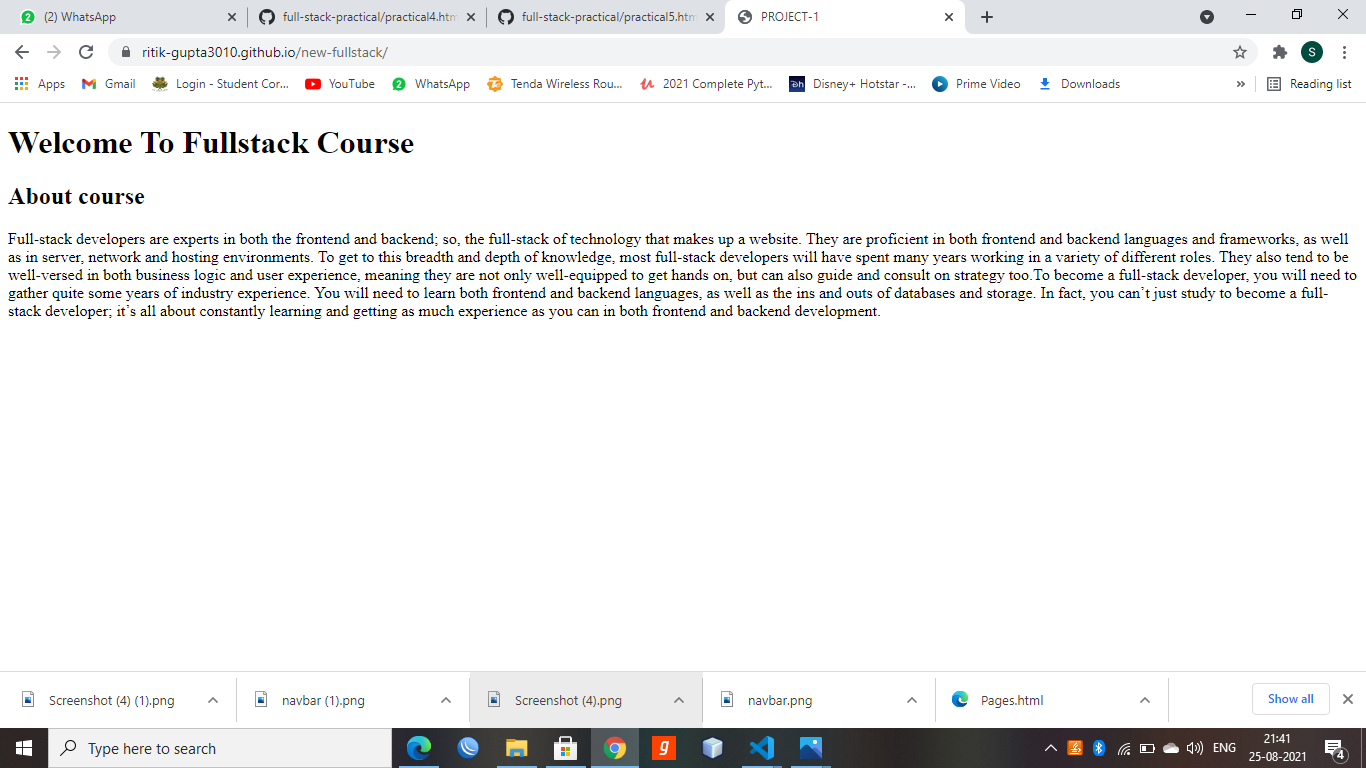 (2) WhatsApp
full-stack-practical/practical4.htm
full-stack-practical/practical5.htm
PROJECT-1
ritik-gupta3010.github.io/new-fullstack/
S
Apps
Gmail
Login - Student Cor...
YouTube
WhatsApp
Tenda Wireless Rou...
2021 Complete Pyt...
Disney+ Hotstar -...
Prime Video
Downloads
»
Reading list
Welcome To Fullstack Course
About course
Full-stack developers are experts in both the frontend and backend; so, the full-stack of technology that makes up a website. They are proficient in both frontend and backend languages and frameworks, as well
as in server, network and hosting environments. To get to this breadth and depth of knowledge, most full-stack developers will have spent many years working in a variety of different roles. They also tend to be
well-versed in both business logic and user experience, meaning they are not only well-equipped to get hands on, but can also guide and consult on strategy too.To become a full-stack developer, you will need to
gather quite some years of industry experience. You will need to learn both frontend and backend languages, as well as the ins and outs of databases and storage. In fact, you can’t just study to become a full-
stack developer; it’s all about constantly learning and getting as much experience as you can in both frontend and backend development.
Screenshot (4) (1).png
navbar (1).png
Screenshot (4).png
navbar.png
Pages.html
Show all
Type here to search
ENG
21:41
25-08-2021
4